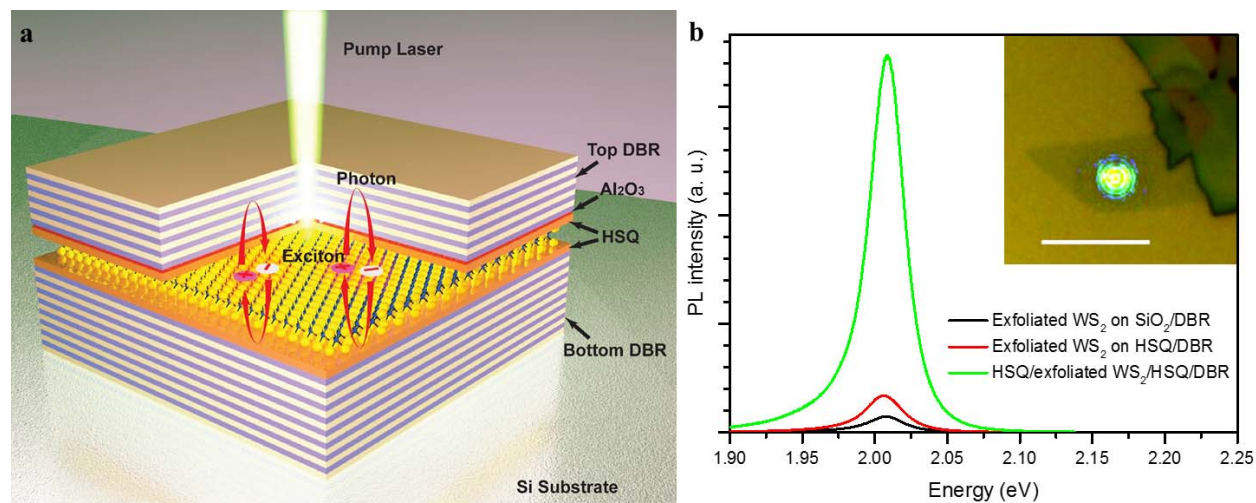 a
Pump Laser
Top DBR
Photon
Al₂O₃
HSQ
Exciton
Bottom DBR
Si Substrate
b
PL intensity (a. u.)
Exfoliated WS₂ on SiO₂/DBR
Exfoliated WS₂ on HSQ/DBR
HSQ/exfoliated WS₂/HSQ/DBR
1.90 1.95 2.00 2.05 2.10 2.15 2.20 2.25
Energy (eV)